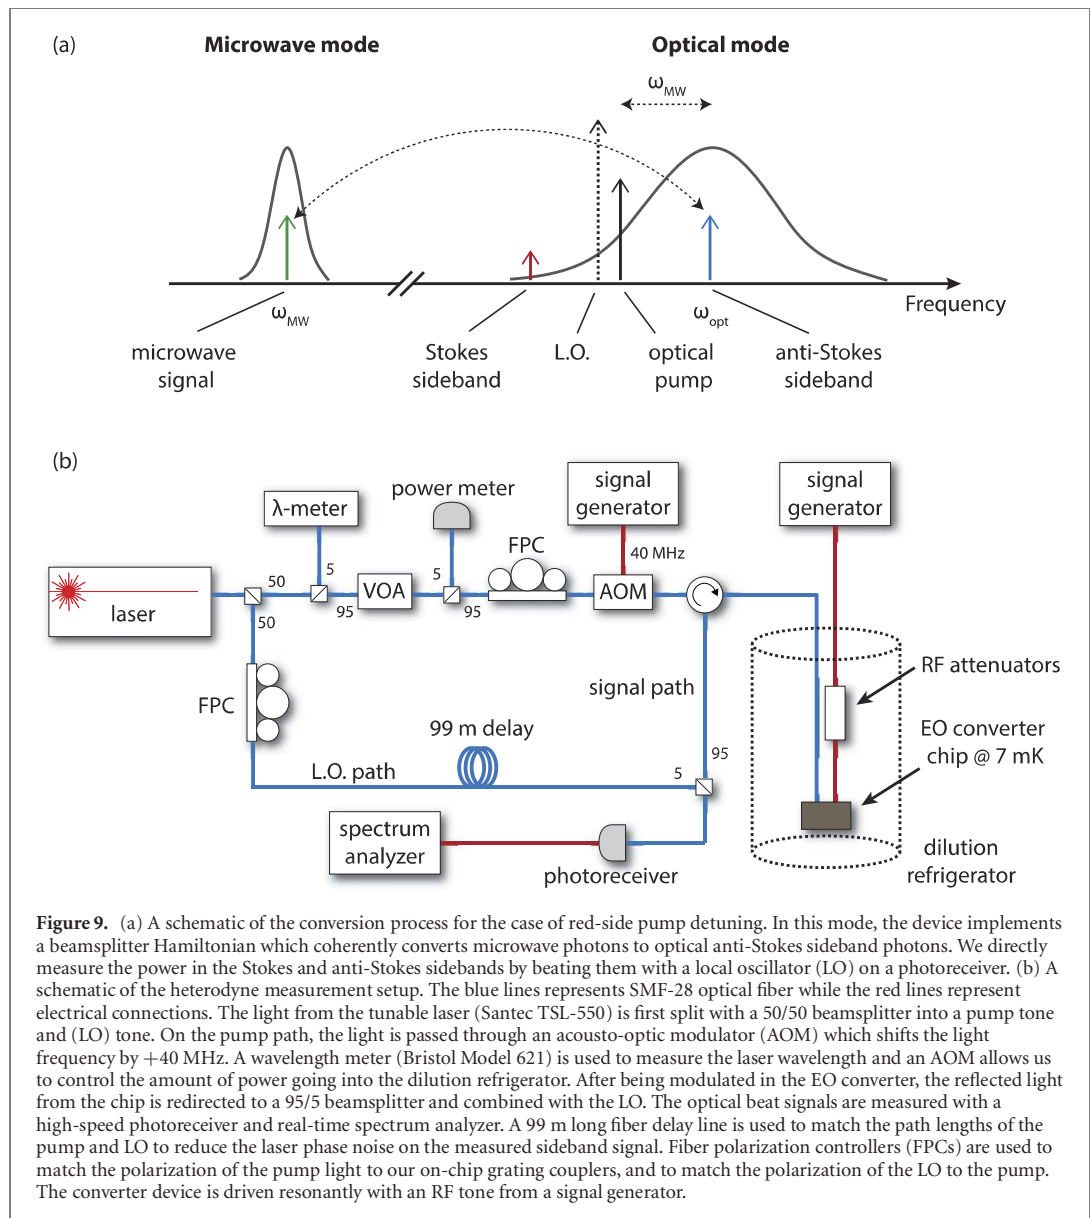 (a)
Microwave mode
Optical mode
ω_MW
Frequency
ω_MW
ω_opt
microwave
signal
Stokes
sideband
L.O.
optical
pump
anti-Stokes
sideband
(b)
λ-meter
power meter
signal
generator
signal
generator
FPC
40 MHz
50
5
5
95
VOA
95
AOM
laser
50
FPC
signal path
RF attenuators
99 m delay
EO converter
chip @ 7 mK
L.O. path
5
95
spectrum
analyzer
photoreceiver
dilution
refrigerator
Figure 9. (a) A schematic of the conversion process for the case of red-side pump detuning. In this mode, the device implements
a beamsplitter Hamiltonian which coherently converts microwave photons to optical anti-Stokes sideband photons. We directly
measure the power in the Stokes and anti-Stokes sidebands by beating them with a local oscillator (LO) on a photoreceiver. (b) A
schematic of the heterodyne measurement setup. The blue lines represents SMF-28 optical fiber while the red lines represent
electrical connections. The light from the tunable laser (Santec TSL-550) is first split with a 50/50 beamsplitter into a pump tone
and (LO) tone. On the pump path, the light is passed through an acousto-optic modulator (AOM) which shifts the light
frequency by +40 MHz. A wavelength meter (Bristol Model 621) is used to measure the laser wavelength and an AOM allows us
to control the amount of power going into the dilution refrigerator. After being modulated in the EO converter, the reflected light
from the chip is redirected to a 95/5 beamsplitter and combined with the LO. The optical beat signals are measured with a
high-speed photoreceiver and real-time spectrum analyzer. A 99 m long fiber delay line is used to match the path lengths of the
pump and LO to reduce the laser phase noise on the measured sideband signal. Fiber polarization controllers (FPCs) are used to
match the polarization of the pump light to our on-chip grating couplers, and to match the polarization of the LO to the pump.
The converter device is driven resonantly with an RF tone from a signal generator.